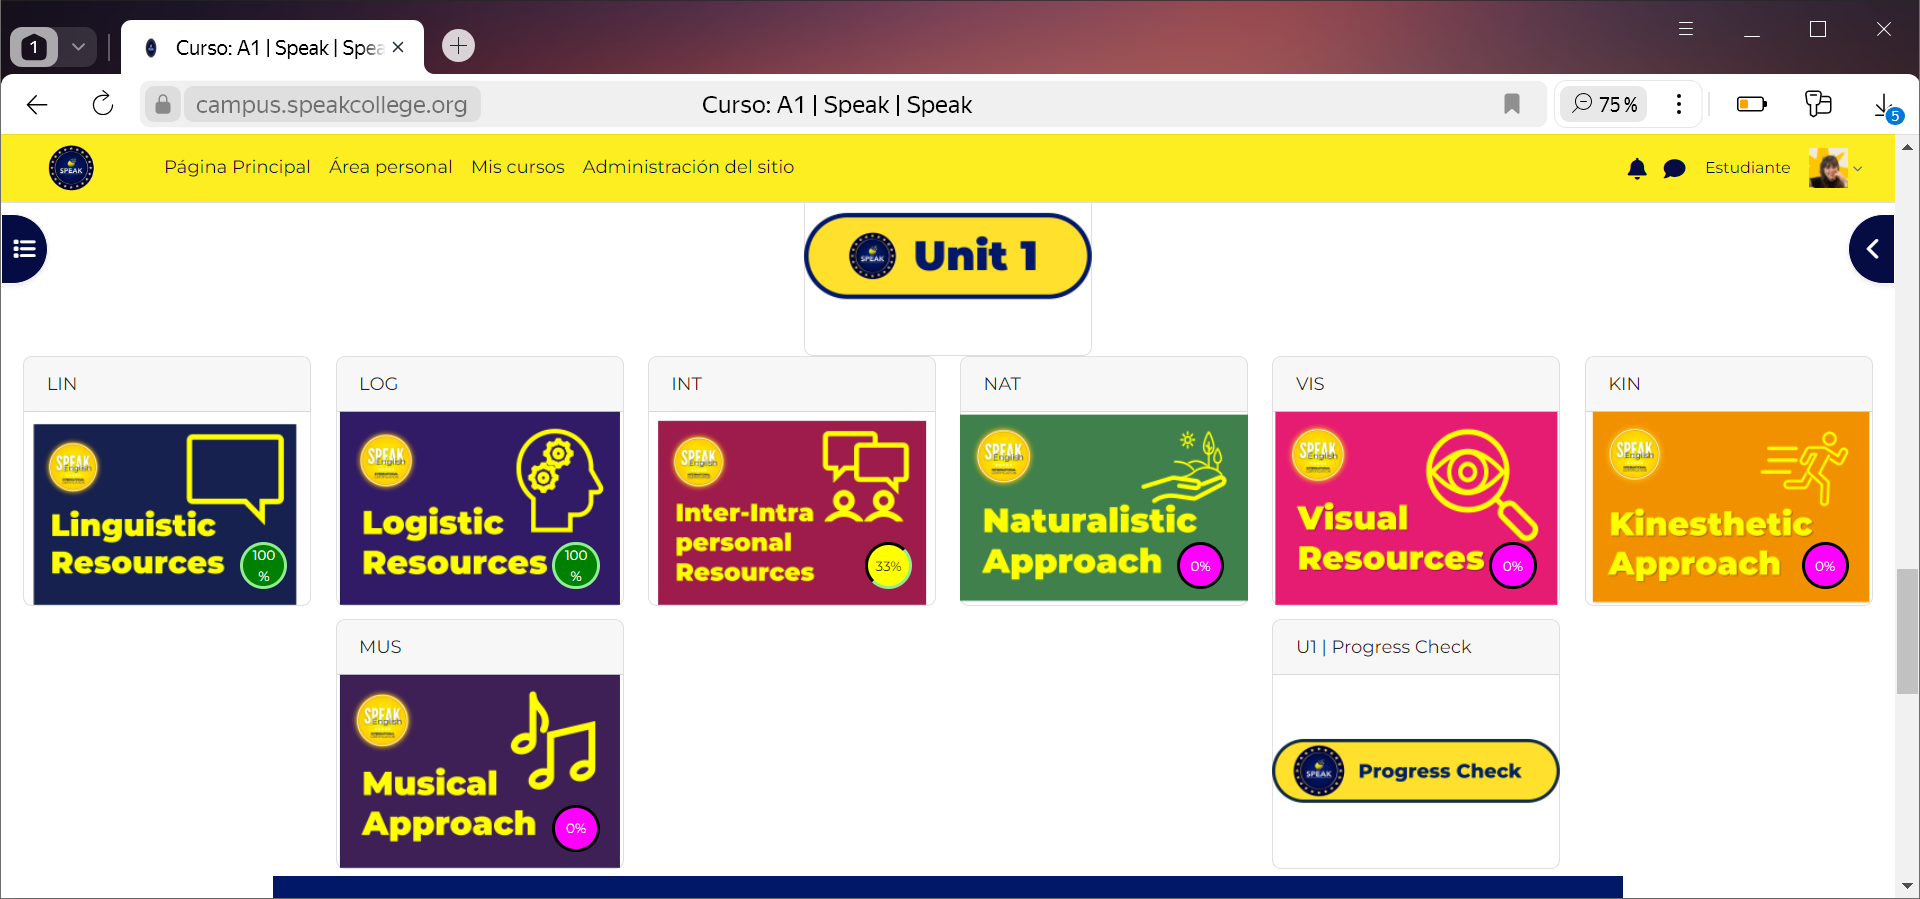 1
Curso: A1 | Speak | Spea
campus.speakcollege.org
Curso: A1 | Speak | Speak
75 %
5
SPEAK
Página Principal
Área personal
Mis cursos
Administración del sitio
Estudiante
SPEAK
Unit 1
LIN
LOG
INT
NAT
VIS
KIN
SPEAK
English
Linguistic
Resources
100
%
SPEAK
English
Logistic
Resources
100
%
SPEAK
English
Inter-Intra
personal
Resources
33%
SPEAK
English
Naturalistic
Approach
0%
SPEAK
English
Visual
Resources
0%
SPEAK
English
Kinesthetic
Approach
0%
MUS
U1 | Progress Check
SPEAK
English
Musical
Approach
0%
SPEAK
Progress Check